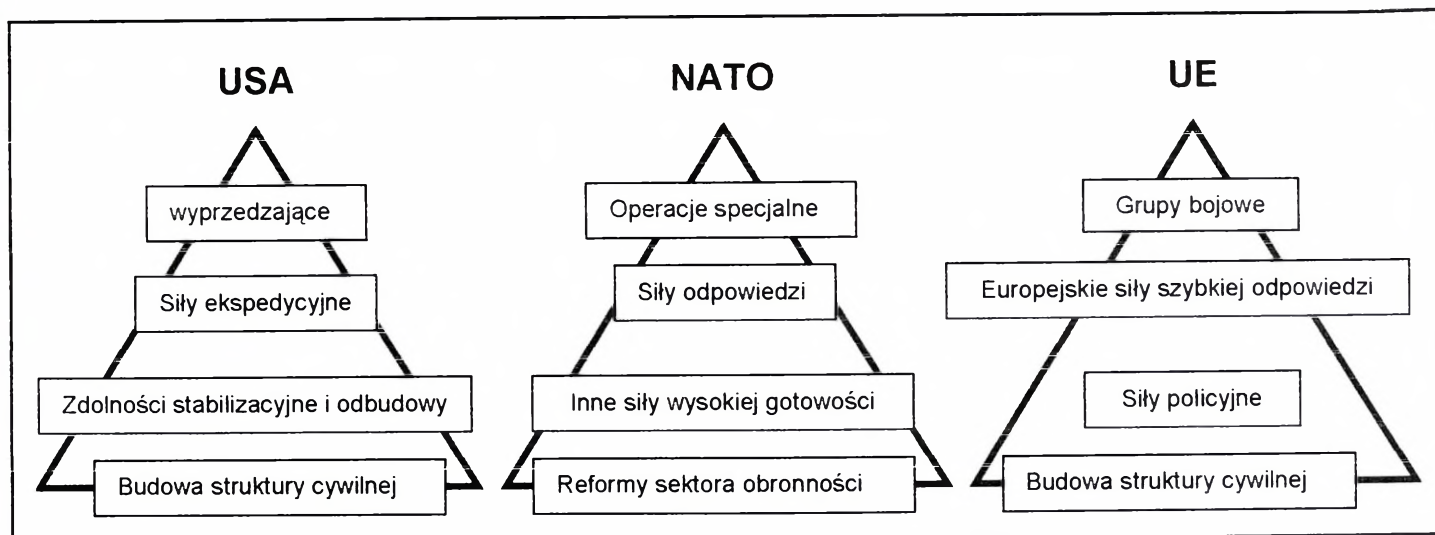 USA
wyprzedzające
Siły ekspedycyjne
Zdolności stabilizacyjne i odbudowy
Budowa struktury cywilnej
NATO
Operacje specjalne
Siły odpowiedzi
Inne siły wysokiej gotowości
Reformy sektora obronności
UE
Grupy bojowe
Europejskie siły szybkiej odpowiedzi
Siły policyjne
Budowa struktury cywilnej